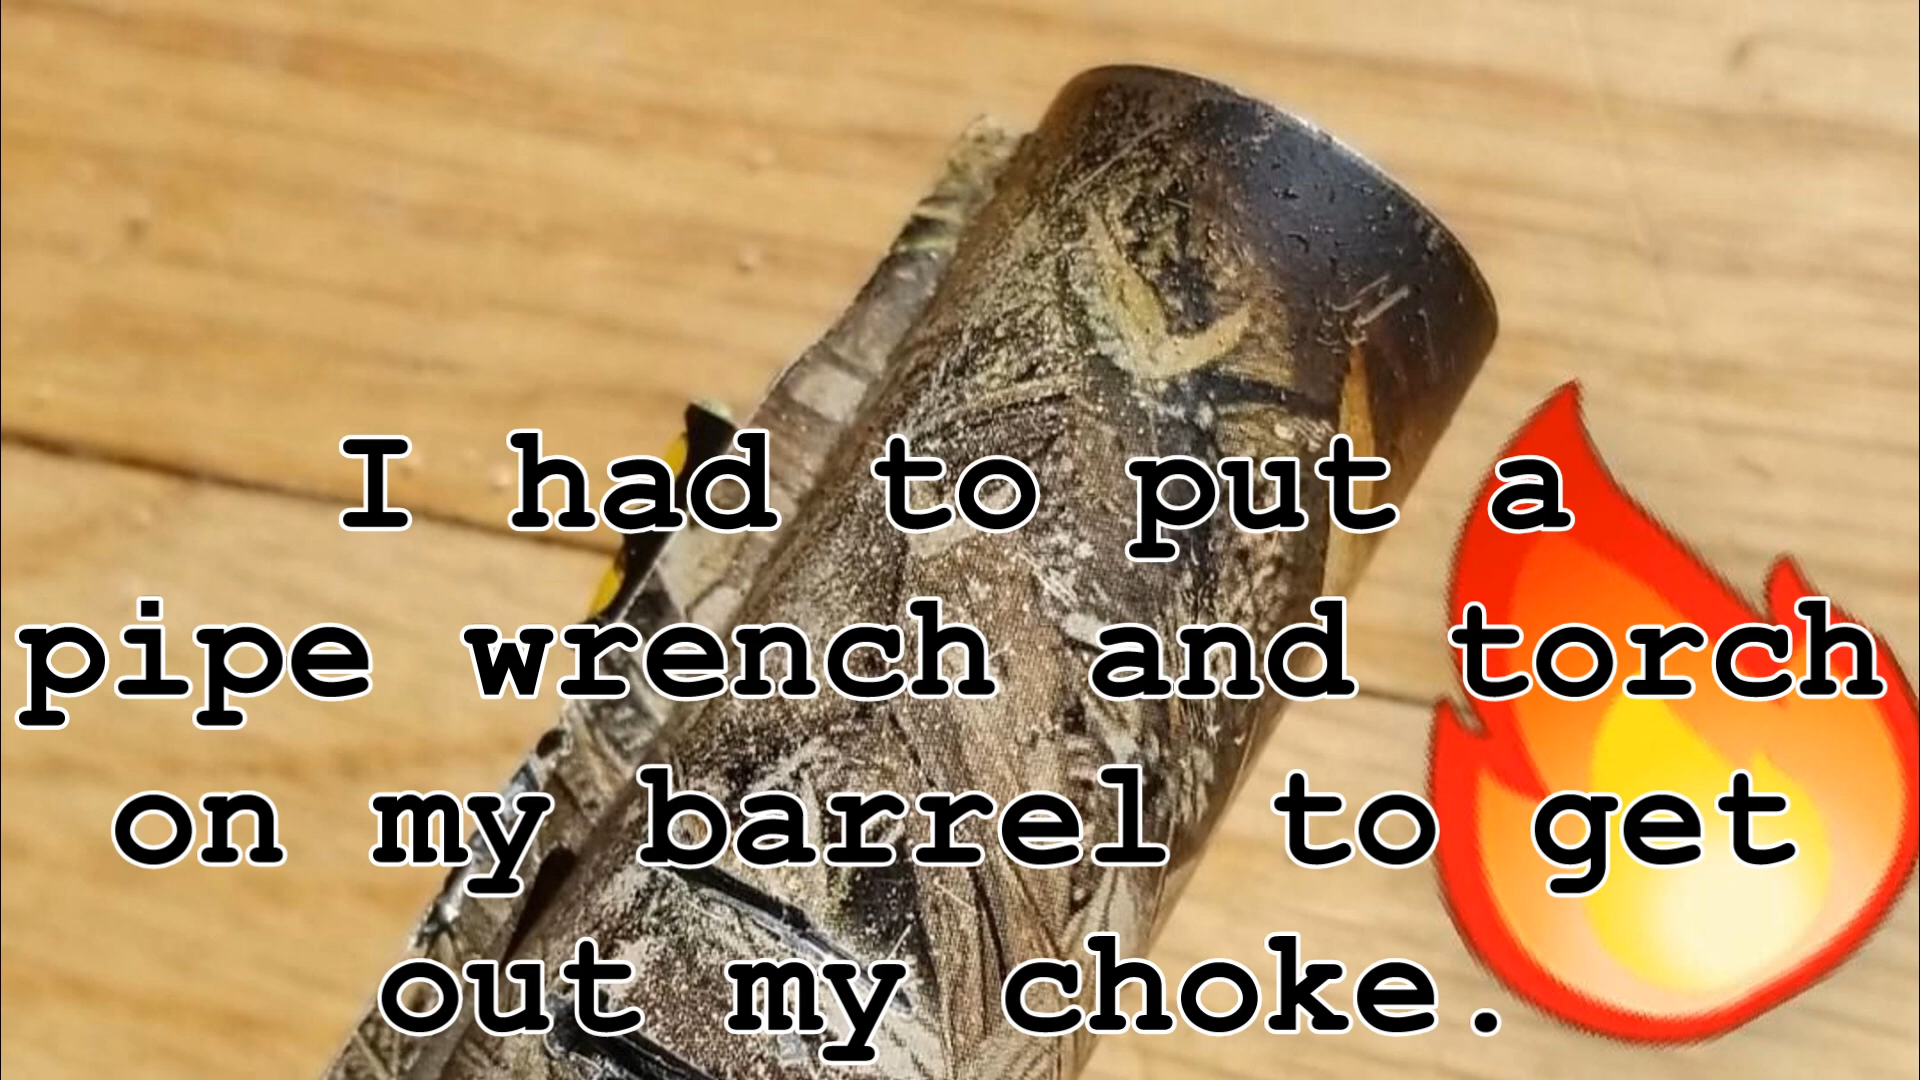 I had to put a
pipe wrench and torch
on my barrel to get
out my choke.